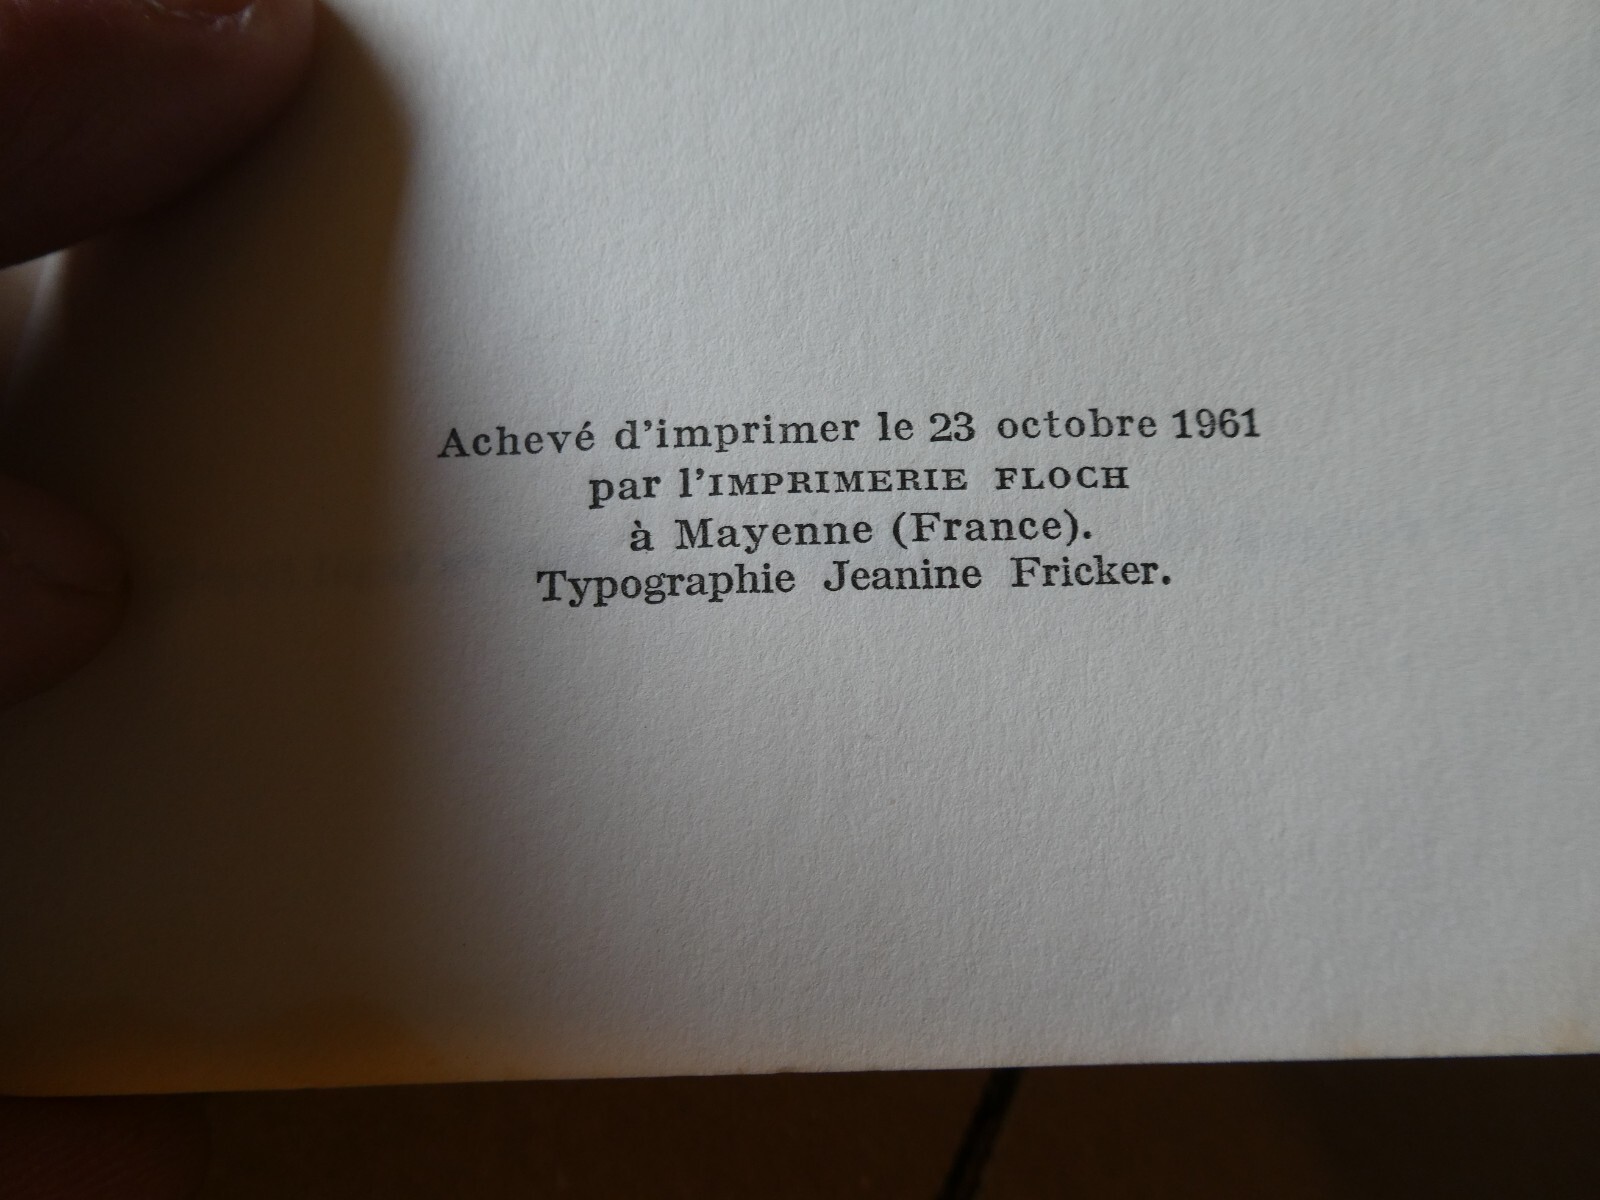 Achevé d'imprimer le 23 octobre 1961
par l'IMPRIMERIE FLOCH
à Mayenne (France).
Typographie Jeanine Fricker.